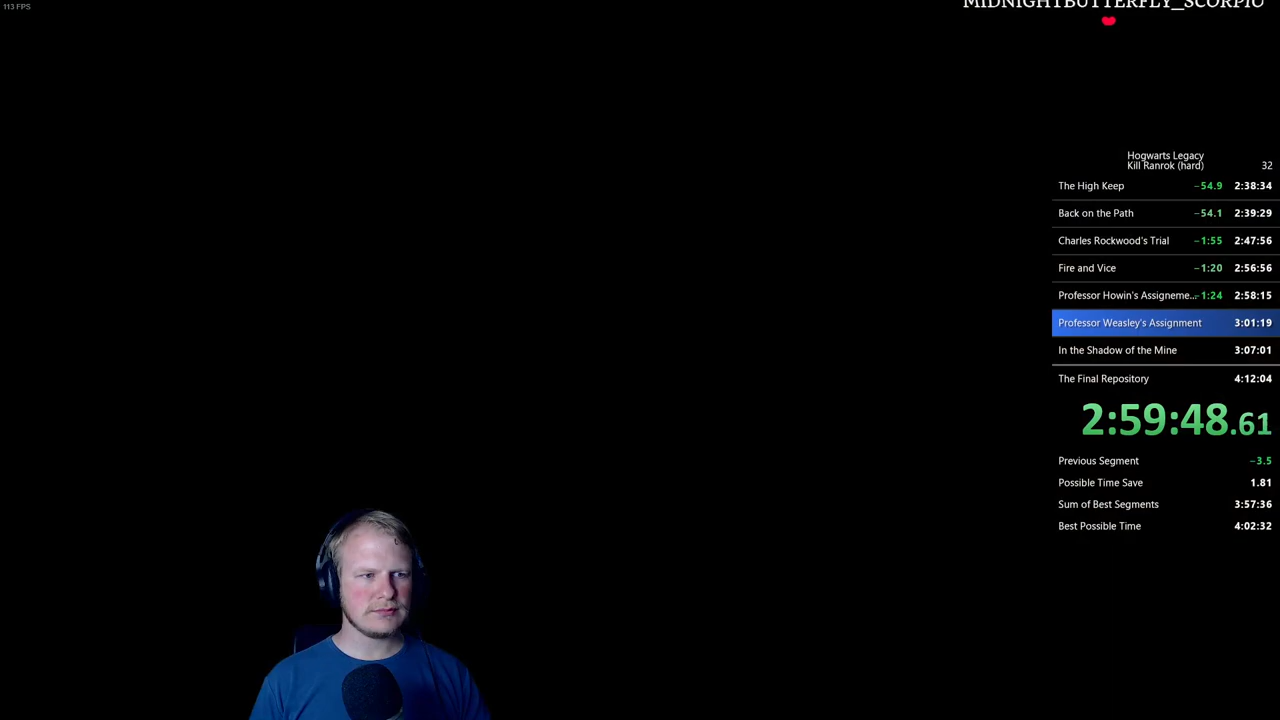 113 FPS
MIDNIGHTBUTTERFLY_SCORPIO
Hogwarts Legacy
Kill Ranrok (hard) 32
The High Keep -54.9 2:38:34
Back on the Path -54.1 2:39:29
Charles Rockwood's Trial -1:55 2:47:56
Fire and Vice -1:20 2:56:56
Professor Howin's Assigneme... -1:24 2:58:15
Professor Weasley's Assignment 3:01:19
In the Shadow of the Mine 3:07:01
The Final Repository 4:12:04
2:59:48.61
Previous Segment -3.5
Possible Time Save 1.81
Sum of Best Segments 3:57:36
Best Possible Time 4:02:32